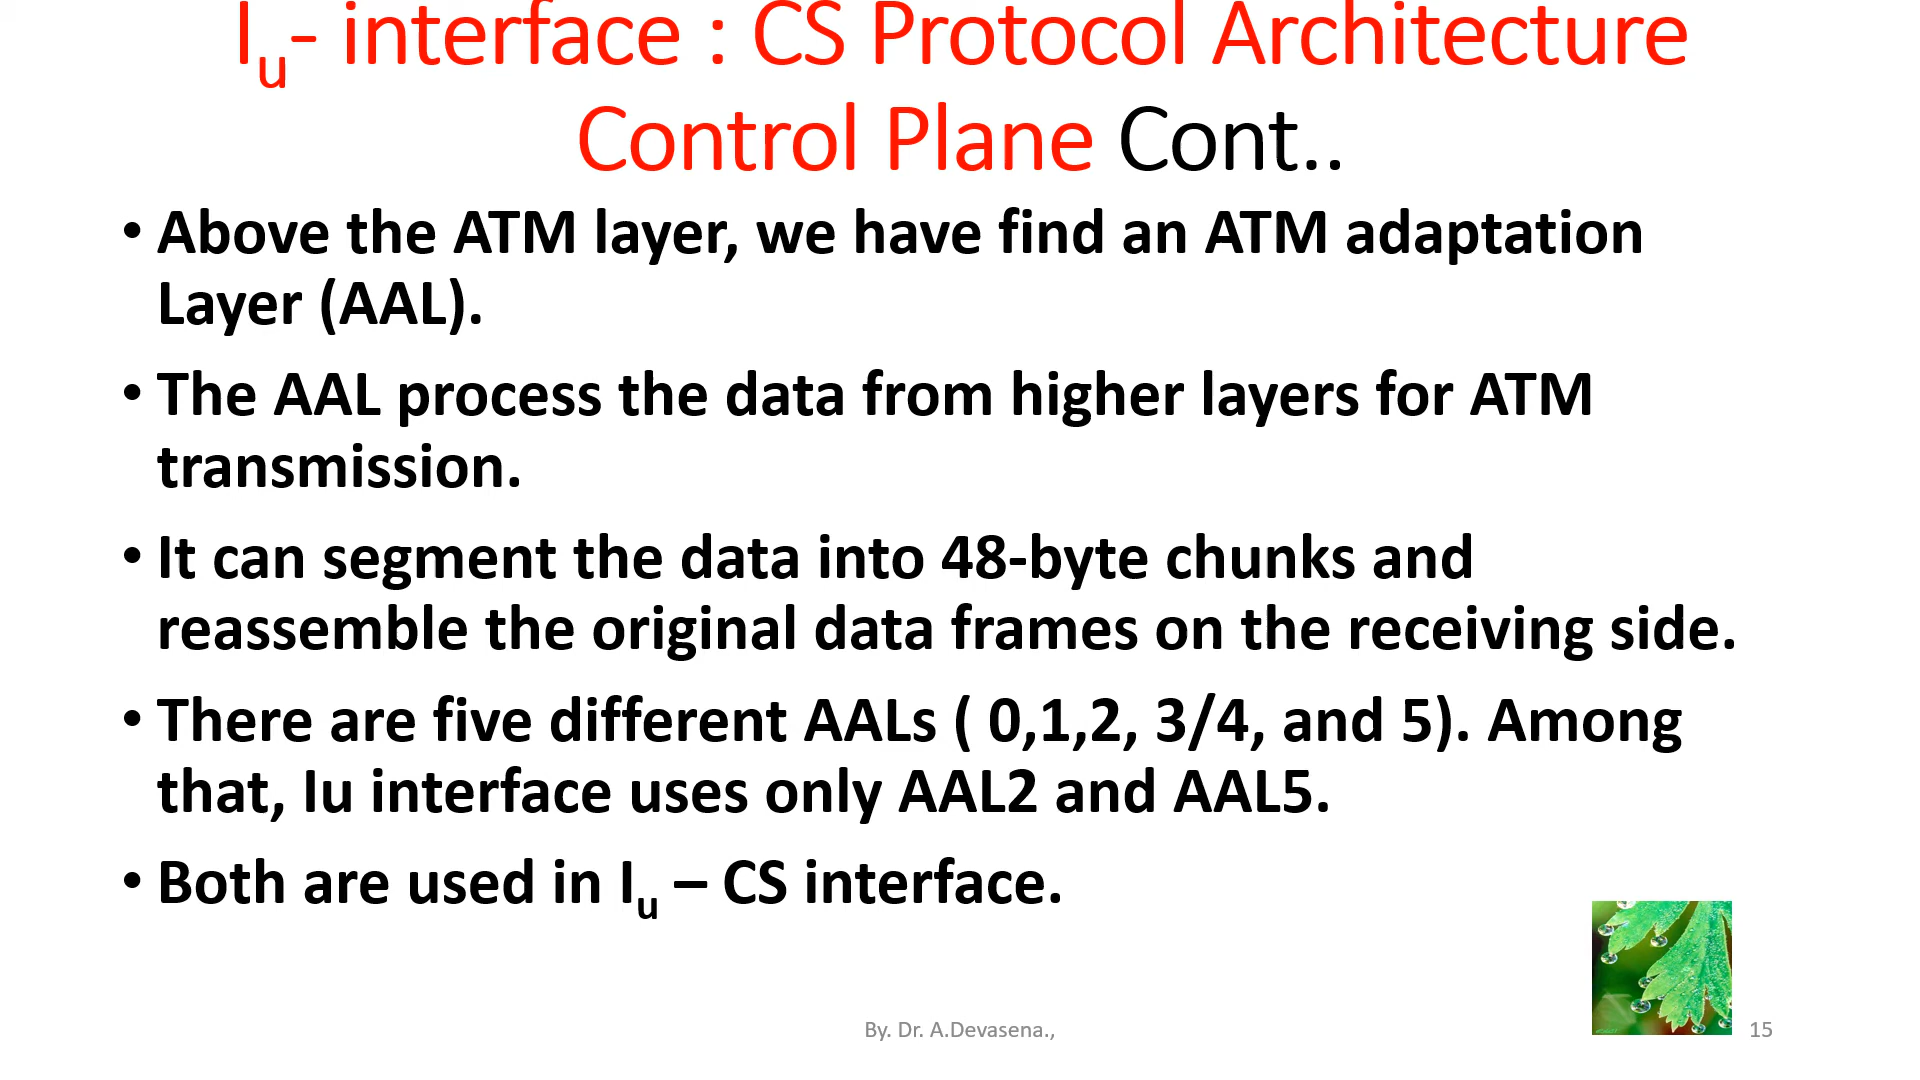 Iu- interface : CS Protocol Architecture
Control Plane Cont..
• Above the ATM layer, we have find an ATM adaptation
Layer (AAL).
• The AAL process the data from higher layers for ATM
transmission.
• It can segment the data into 48-byte chunks and
reassemble the original data frames on the receiving side.
• There are five different AALs ( 0,1,2, 3/4, and 5). Among
that, Iu interface uses only AAL2 and AAL5.
• Both are used in Iu – CS interface.
By. Dr. A.Devasena.,
15